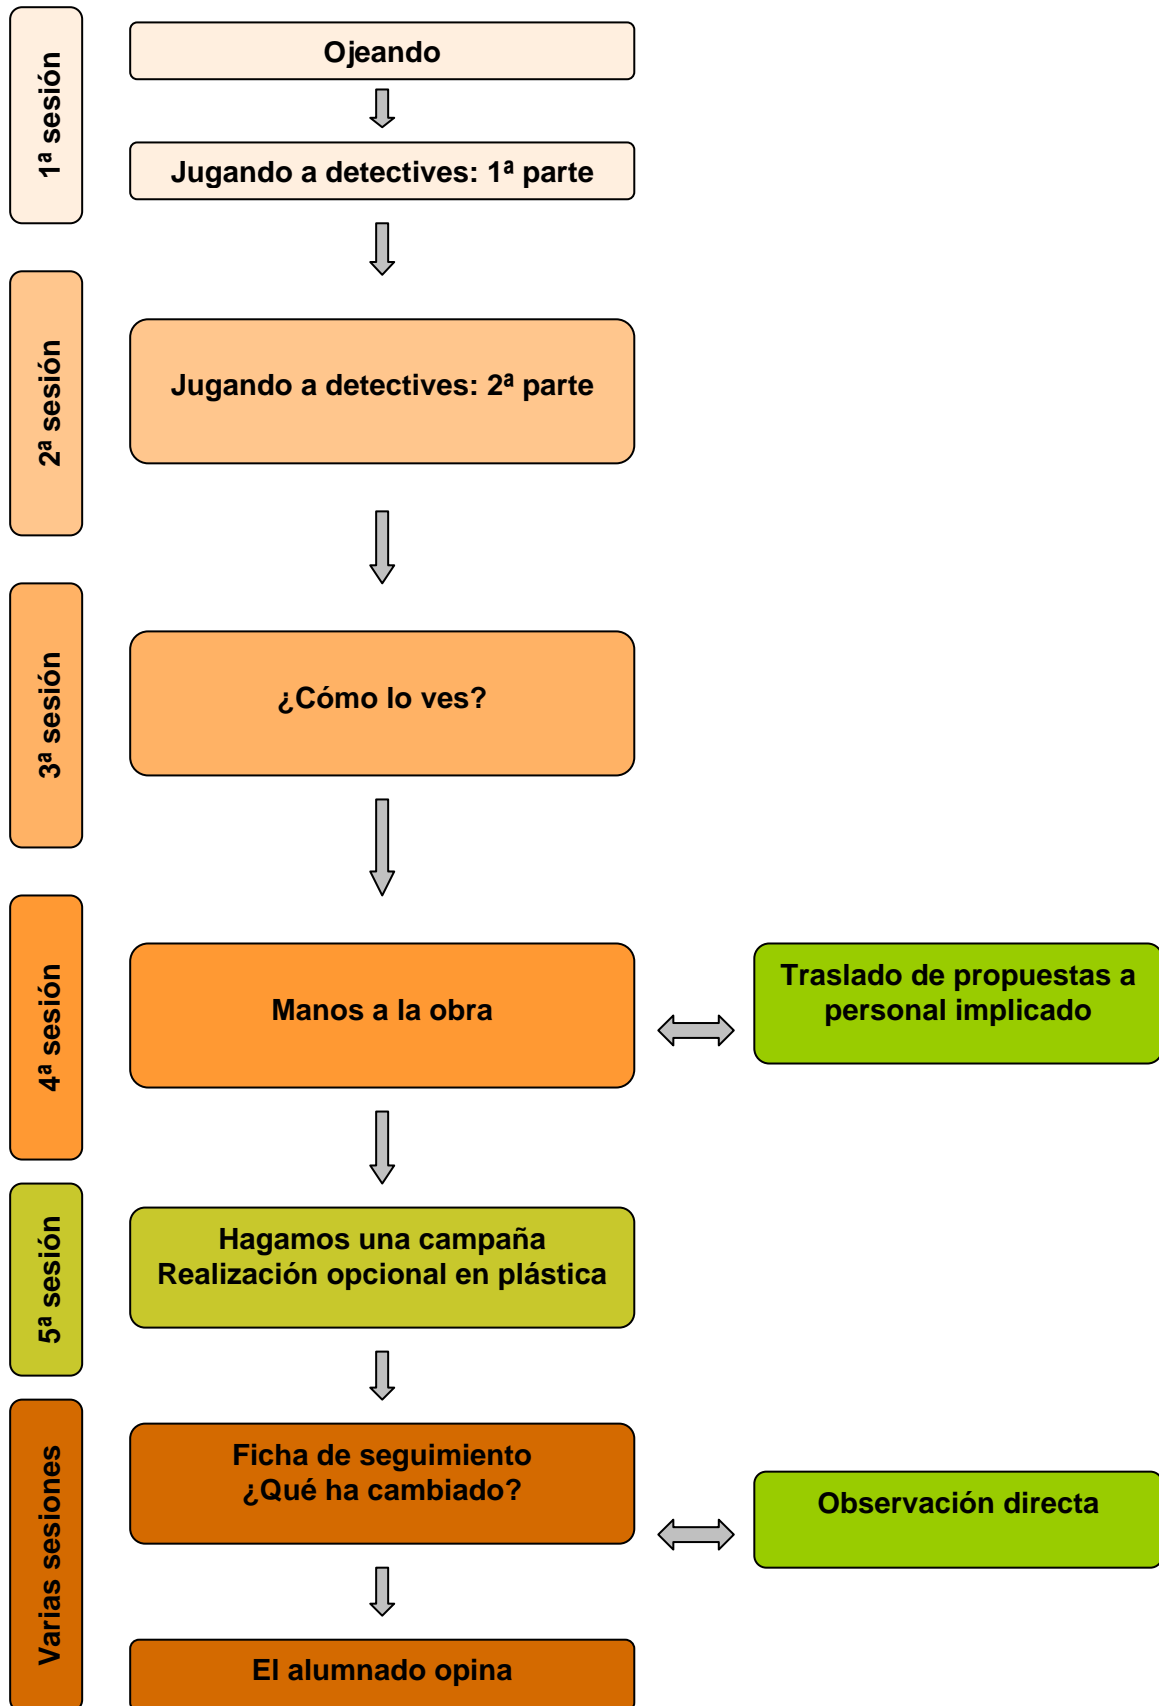 1ª sesión
Ojeando
Jugando a detectives: 1ª parte
2ª sesión
Jugando a detectives: 2ª parte
3ª sesión
¿Cómo lo ves?
4ª sesión
Manos a la obra
Traslado de propuestas a
personal implicado
5ª sesión
Hagamos una campaña
Realización opcional en plástica
Varias sesiones
Ficha de seguimiento
¿Qué ha cambiado?
Observación directa
El alumnado opina